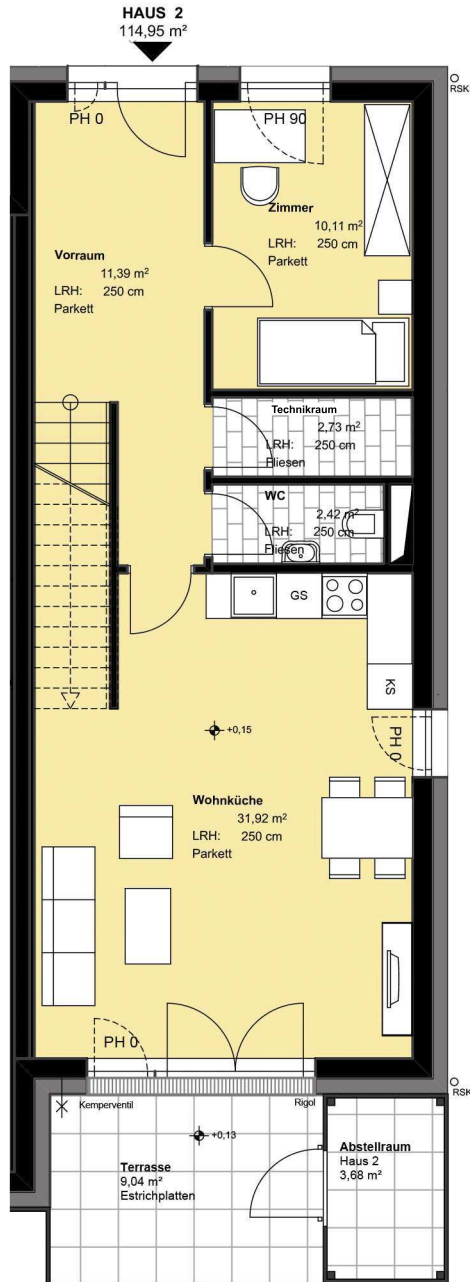 HAUS 2
114,95 m²
RSK
PH 0
PH 90
Zimmer
10,11 m²
LRH: 250 cm
Parkett
Vorraum
11,39 m²
LRH: 250 cm
Parkett
Technikraum
2,73 m²
LRH: 250 cm
Fliesen
WC
2,42 m²
LRH: 250 cm
Fliesen
GS
KS
+0,15
PH 0
Wohnküche
31,92 m²
LRH: 250 cm
Parkett
PH 0
RSK
Kemperventil
Rigol
+0,13
Terrasse
9,04 m²
Estrichplatten
Abstellraum
Haus 2
3,68 m²